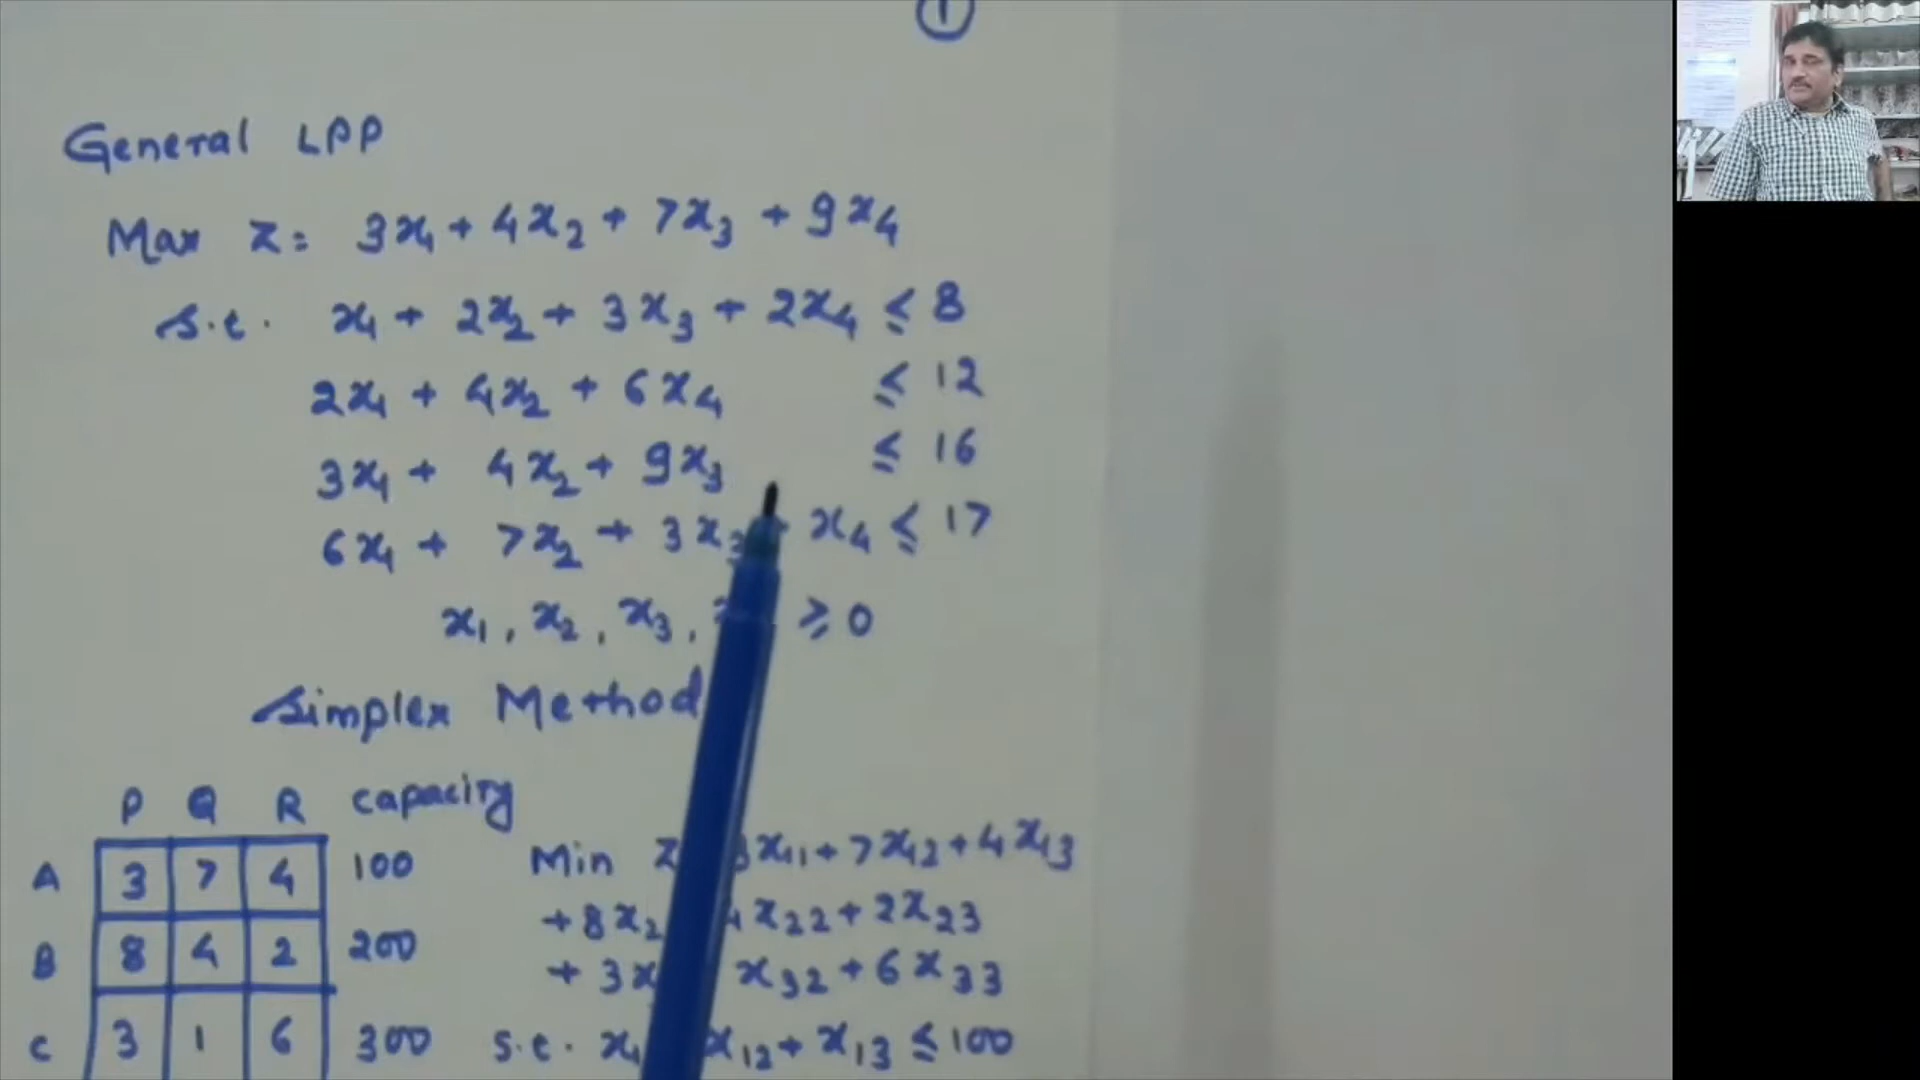 ①
General LPP
Max Z = 3x₁ + 4x₂ + 7x₃ + 9x₄
s.t. x₁ + 2x₂ + 3x₃ + 2x₄ ≤ 8
2x₁ + 4x₂ + 6x₄ ≤ 12
3x₁ + 4x₂ + 9x₃ ≤ 16
6x₁ + 7x₂ + 3x₃ x₄ ≤ 17
x₁, x₂, x₃, ≥ 0
Simplex Method
P Q R capacity
A 3 7 4 100
B 8 4 2 200
C 3 1 6 300
Min Z 3x₁₁ + 7x₁₂ + 4x₁₃
+ 8x₂ 4x₂₂ + 2x₂₃
+ 3x x₃₂ + 6x₃₃
s.t. x₁ x₁₂ + x₁₃ ≤ 100